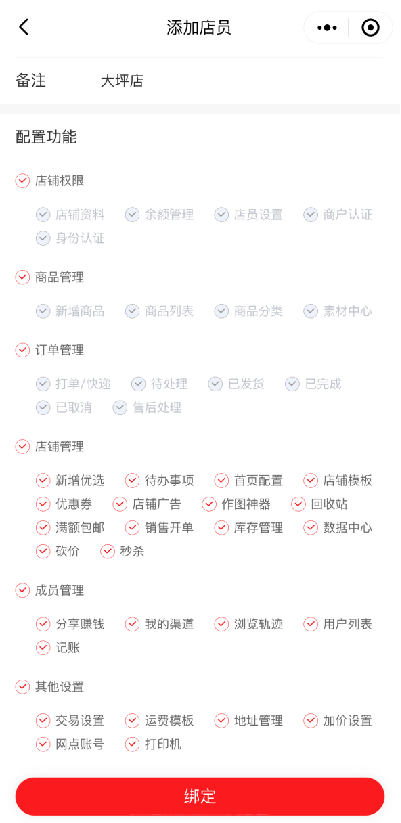 添加店员
备注 大坪店
配置功能
店铺权限
店铺资料 余额管理 店员设置 商户认证
身份认证
商品管理
新增商品 商品列表 商品分类 素材中心
订单管理
打单/快递 待处理 已发货 已完成
已取消 售后处理
店铺管理
新增优选 待办事项 首页配置 店铺模板
优惠券 店铺广告 作图神器 回收站
满额包邮 销售开单 库存管理 数据中心
砍价 秒杀
成员管理
分享赚钱 我的渠道 浏览轨迹 用户列表
记账
其他设置
交易设置 运费模板 地址管理 加价设置
网点账号 打印机
绑定